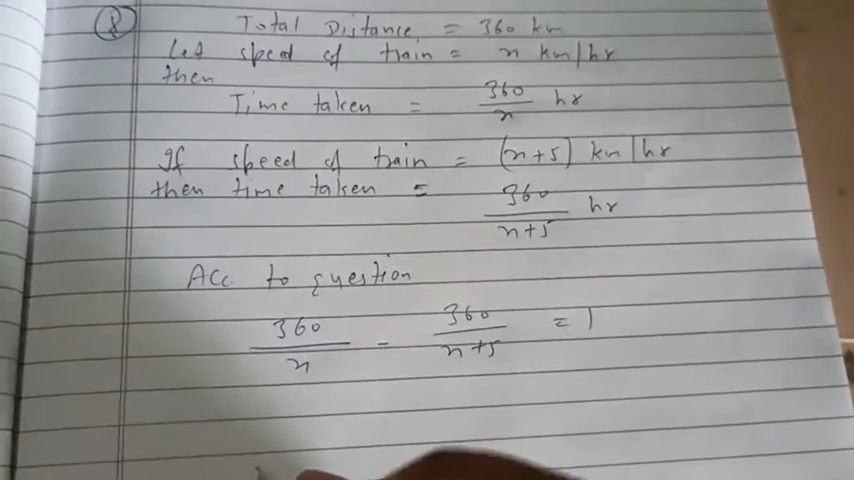 8 Total Distance = 360 km
Let speed of train = x km/hr
then
Time taken = 360/x hr
If speed of train = (x+5) km/hr
then time taken = 360/x+5 hr
Acc. to question
360/x - 360/x+5 = 1